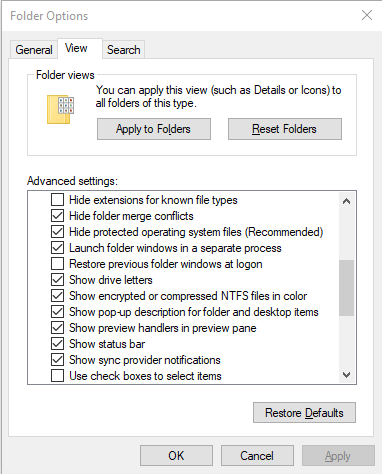 Folder Options
General
View
Search
Folder views
You can apply this view (such as Details or Icons) to
all folders of this type.
Apply to Folders
Reset Folders
Advanced settings:
Hide extensions for known file types
Hide folder merge conflicts
Hide protected operating system files (Recommended)
Launch folder windows in a separate process
Restore previous folder windows at logon
Show drive letters
Show encrypted or compressed NTFS files in color
Show pop-up description for folder and desktop items
Show preview handlers in preview pane
Show status bar
Show sync provider notifications
Use check boxes to select items
Restore Defaults
OK
Cancel
Apply